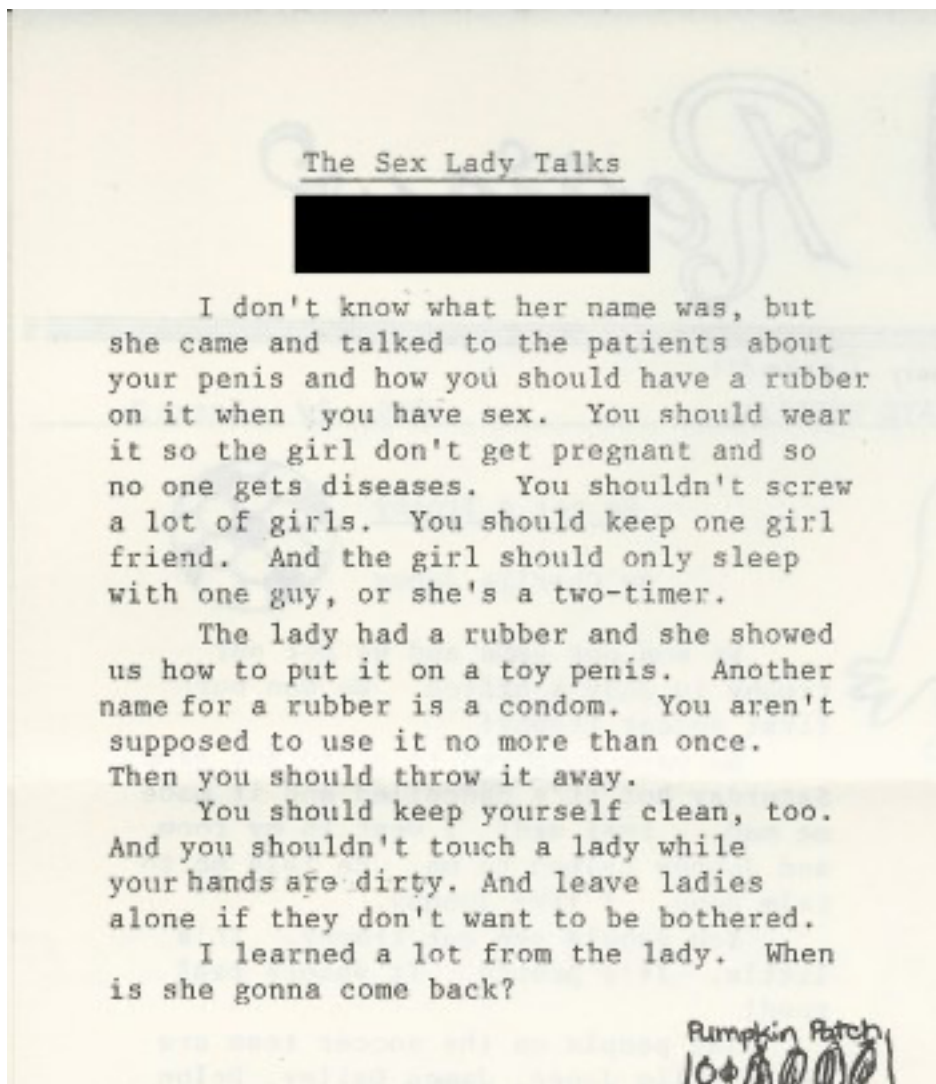 The Sex Lady Talks
I don't know what her name was, but
she came and talked to the patients about
your penis and how you should have a rubber
on it when you have sex. You should wear
it so the girl don't get pregnant and so
no one gets diseases. You shouldn't screw
a lot of girls. You should keep one girl
friend. And the girl should only sleep
with one guy, or she's a two-timer.
The lady had a rubber and she showed
us how to put it on a toy penis. Another
name for a rubber is a condom. You aren't
supposed to use it no more than once.
Then you should throw it away.
You should keep yourself clean, too.
And you shouldn't touch a lady while
your hands are dirty. And leave ladies
alone if they don't want to be bothered.
I learned a lot from the lady. When
is she gonna come back?
Pumpkin Patch
10¢